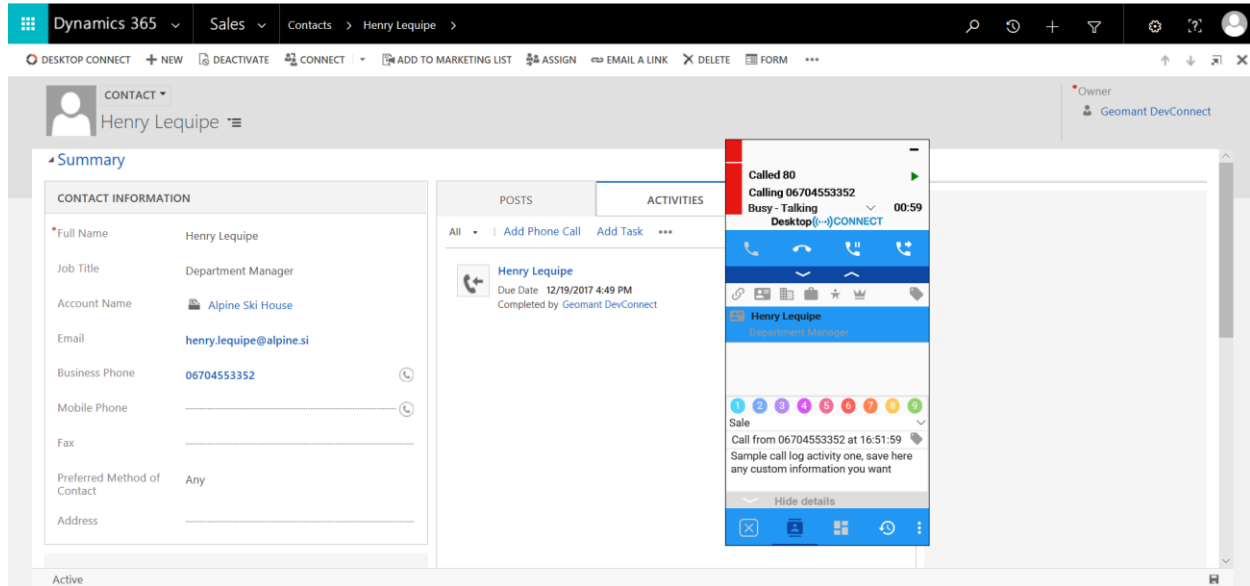 Dynamics 365 Sales Contacts > Henry Lequipe >
DESKTOP CONNECT + NEW DEACTIVATE CONNECT ADD TO MARKETING LIST ASSIGN EMAIL A LINK DELETE FORM •••
CONTACT
Henry Lequipe
*Owner
Geomant DevConnect
Summary
CONTACT INFORMATION
*Full Name Henry Lequipe
Job Title Department Manager
Account Name Alpine Ski House
Email henry.lequipe@alpine.si
Business Phone 06704553352
Mobile Phone
Fax
Preferred Method of
Contact
Any
Address
POSTS ACTIVITIES
All | Add Phone Call Add Task •••
Henry Lequipe
Due Date 12/19/2017 4:49 PM
Completed by Geomant DevConnect
Called 80
Calling 06704553352
Busy - Talking 00:59
Desktop((···))CONNECT
Henry Lequipe
Department Manager
1 2 3 4 5 6 7 8 9
Sale
Call from 06704553352 at 16:51:59
Sample call log activity one, save here
any custom information you want
Hide details
Active